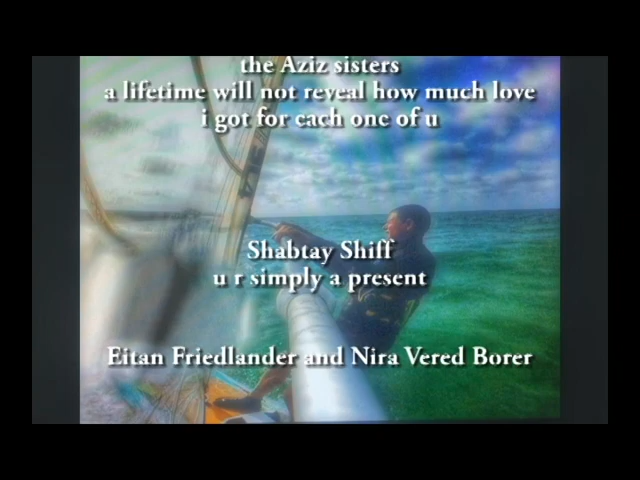 the Aziz sisters
a lifetime will not reveal how much love
i got for each one of u
Shabtay Shiff
u r simply a present
Eitan Friedlander and Nira Vered Borer